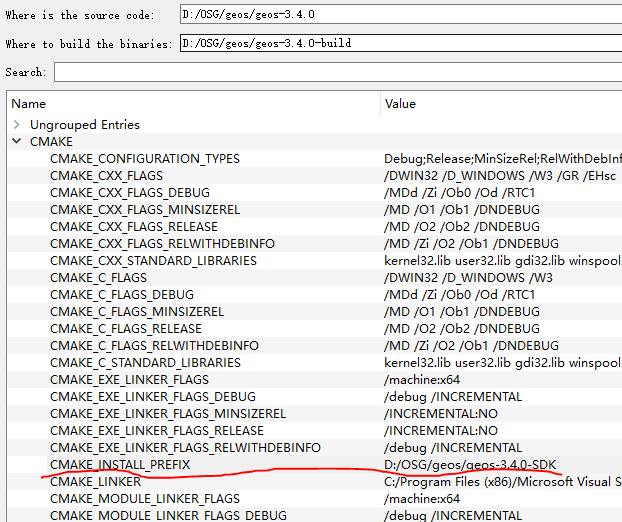 Where is the source code: D:/OSG/geos/geos-3.4.0
Where to build the binaries: D:/OSG/geos/geos-3.4.0-build
Search:
Name Value
Ungrouped Entries
CMAKE
CMAKE_CONFIGURATION_TYPES Debug;Release;MinSizeRel;RelWithDebInf
CMAKE_CXX_FLAGS /DWIN32 /D_WINDOWS /W3 /GR /EHsc
CMAKE_CXX_FLAGS_DEBUG /MDd /Zi /Ob0 /Od /RTC1
CMAKE_CXX_FLAGS_MINSIZEREL /MD /O1 /Ob1 /DNDEBUG
CMAKE_CXX_FLAGS_RELEASE /MD /O2 /Ob2 /DNDEBUG
CMAKE_CXX_FLAGS_RELWITHDEBINFO /MD /Zi /O2 /Ob1 /DNDEBUG
CMAKE_CXX_STANDARD_LIBRARIES kernel32.lib user32.lib gdi32.lib winspool.
CMAKE_C_FLAGS /DWIN32 /D_WINDOWS /W3
CMAKE_C_FLAGS_DEBUG /MDd /Zi /Ob0 /Od /RTC1
CMAKE_C_FLAGS_MINSIZEREL /MD /O1 /Ob1 /DNDEBUG
CMAKE_C_FLAGS_RELEASE /MD /O2 /Ob2 /DNDEBUG
CMAKE_C_FLAGS_RELWITHDEBINFO /MD /Zi /O2 /Ob1 /DNDEBUG
CMAKE_C_STANDARD_LIBRARIES kernel32.lib user32.lib gdi32.lib winspool.
CMAKE_EXE_LINKER_FLAGS /machine:x64
CMAKE_EXE_LINKER_FLAGS_DEBUG /debug /INCREMENTAL
CMAKE_EXE_LINKER_FLAGS_MINSIZEREL /INCREMENTAL:NO
CMAKE_EXE_LINKER_FLAGS_RELEASE /INCREMENTAL:NO
CMAKE_EXE_LINKER_FLAGS_RELWITHDEBINFO /debug /INCREMENTAL
CMAKE_INSTALL_PREFIX D:/OSG/geos/geos-3.4.0-SDK
CMAKE_LINKER C:/Program Files (x86)/Microsoft Visual S
CMAKE_MODULE_LINKER_FLAGS /machine:x64
CMAKE_MODULE_LINKER_FLAGS_DEBUG /debug /INCREMENTAL